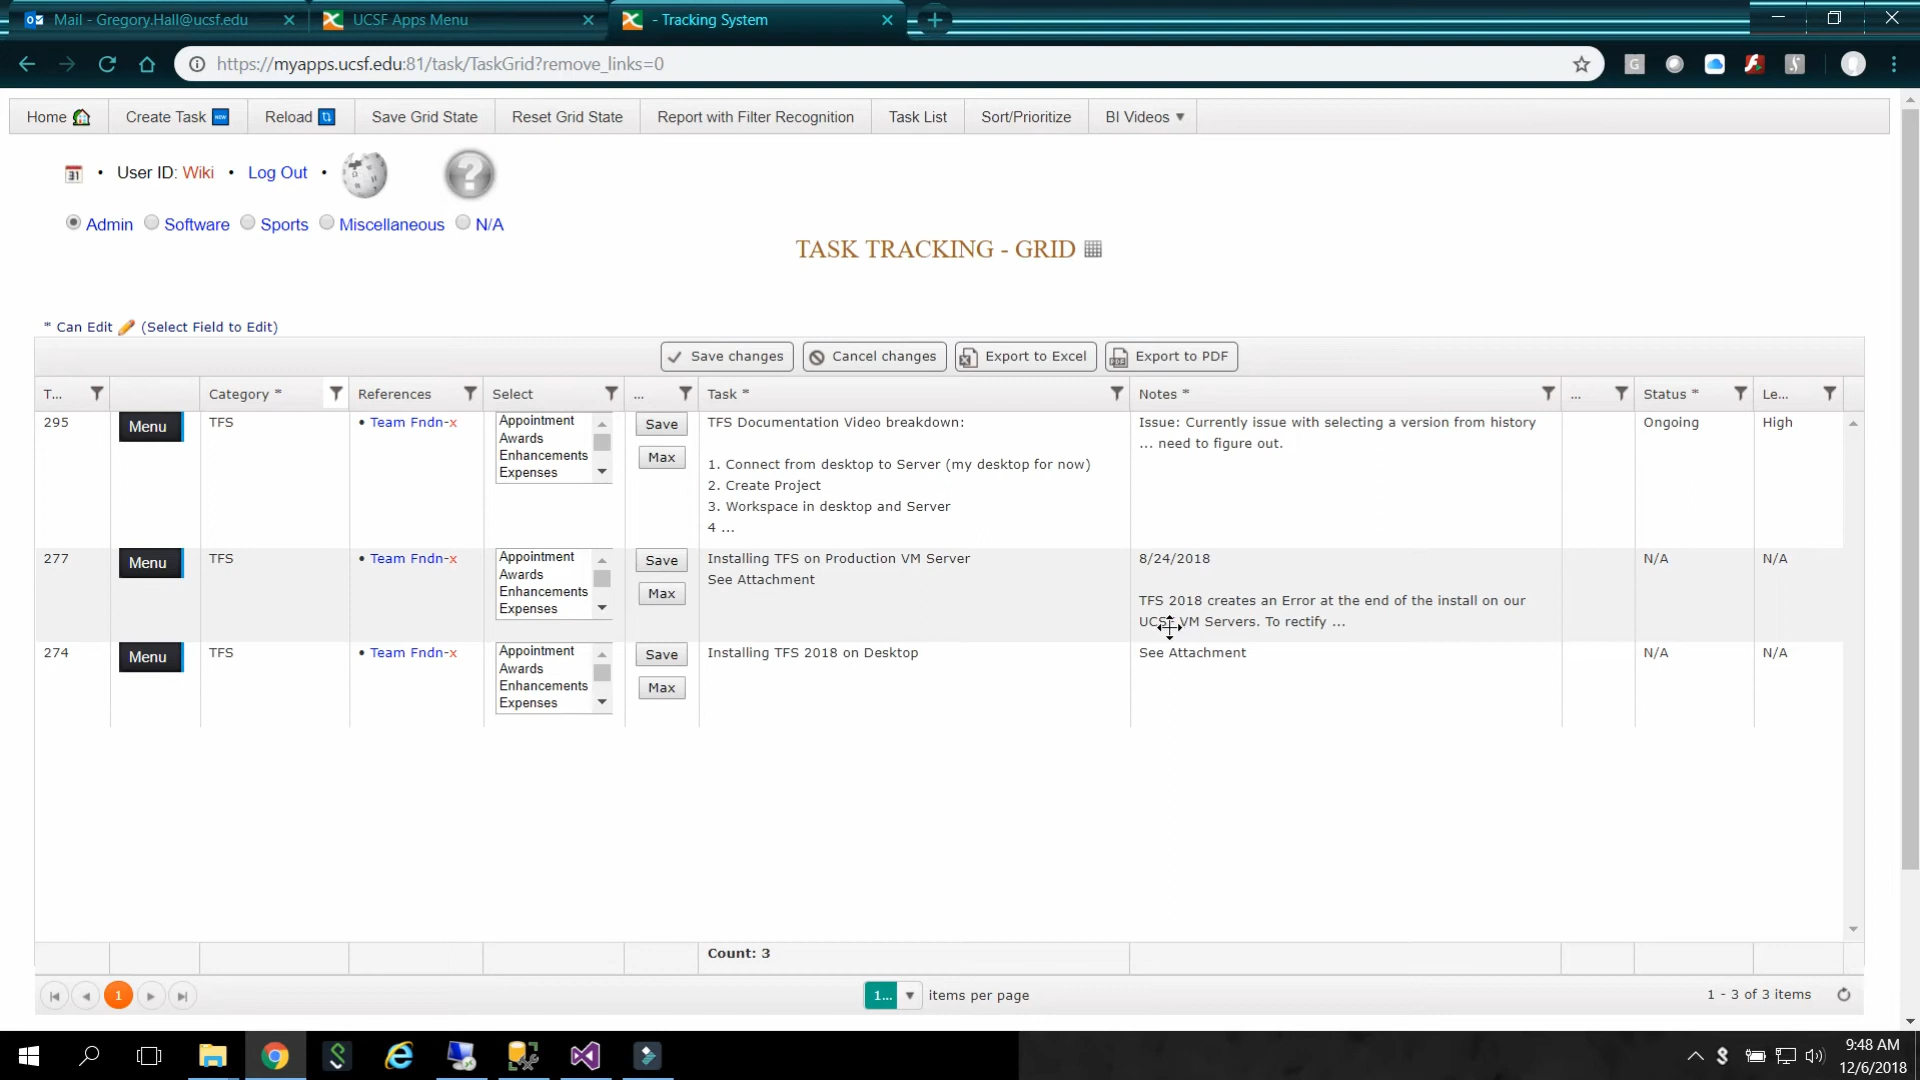 Mail - Gregory.Hall@ucsf.edu
UCSF Apps Menu
- Tracking System
https://myapps.ucsf.edu:81/task/TaskGrid?remove_links=0
Home
Create Task
Reload
Save Grid State
Reset Grid State
Report with Filter Recognition
Task List
Sort/Prioritize
BI Videos
31 • User ID: Wiki • Log Out •
?
Admin Software Sports Miscellaneous N/A
TASK TRACKING - GRID
* Can Edit (Select Field to Edit)
Save changes Cancel changes Export to Excel Export to PDF
T... Category * References Select ... Task * Notes * ... Status * Le...
295
Menu
TFS
• Team Fndn-x
Appointment
Awards
Enhancements
Expenses
Save
Max
TFS Documentation Video breakdown:
1. Connect from desktop to Server (my desktop for now)
2. Create Project
3. Workspace in desktop and Server
4 ...
Issue: Currently issue with selecting a version from history
... need to figure out.
Ongoing
High
277
Menu
TFS
• Team Fndn-x
Appointment
Awards
Enhancements
Expenses
Save
Max
Installing TFS on Production VM Server
See Attachment
8/24/2018
TFS 2018 creates an Error at the end of the install on our
UCSF VM Servers. To rectify ...
N/A
N/A
274
Menu
TFS
• Team Fndn-x
Appointment
Awards
Enhancements
Expenses
Save
Max
Installing TFS 2018 on Desktop
See Attachment
N/A
N/A
Count: 3
1
1...
items per page
1 - 3 of 3 items
9:48 AM
12/6/2018